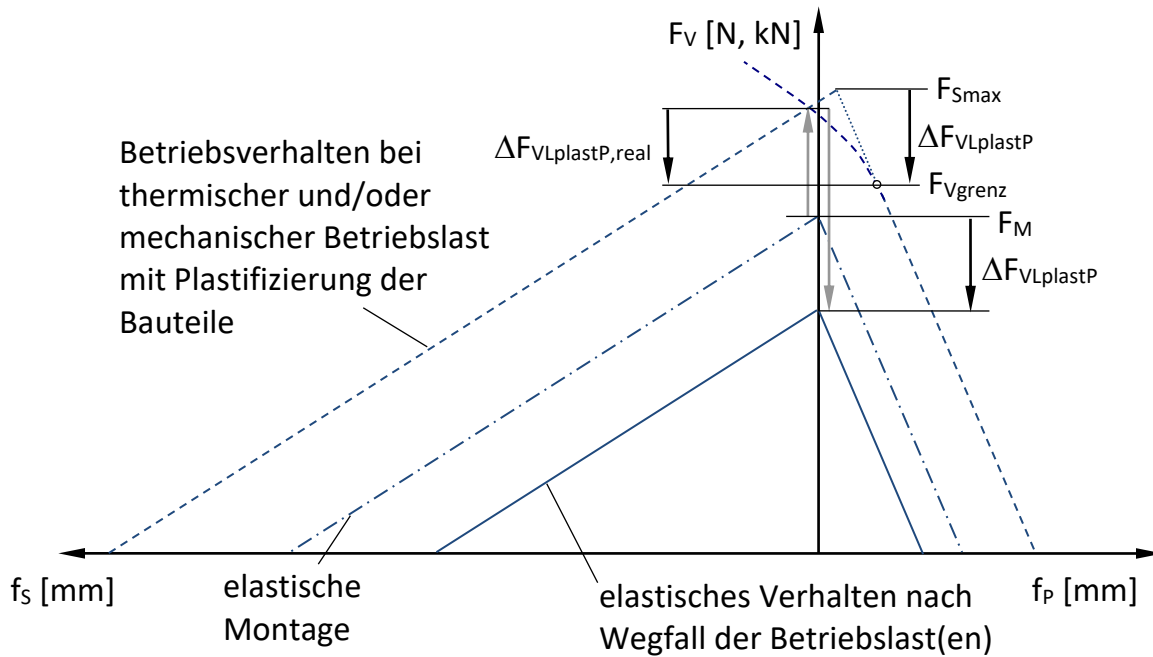 F_V [N, kN]
F_Smax
ΔF_VLplastP,real
ΔF_VLplastP
Betriebsverhalten bei
thermischer und/oder
mechanischer Betriebslast
mit Plastifizierung der
Bauteile
F_Vgrenz
F_M
ΔF_VLplastP
f_S [mm]
elastische
Montage
elastisches Verhalten nach
Wegfall der Betriebslast(en)
f_P [mm]